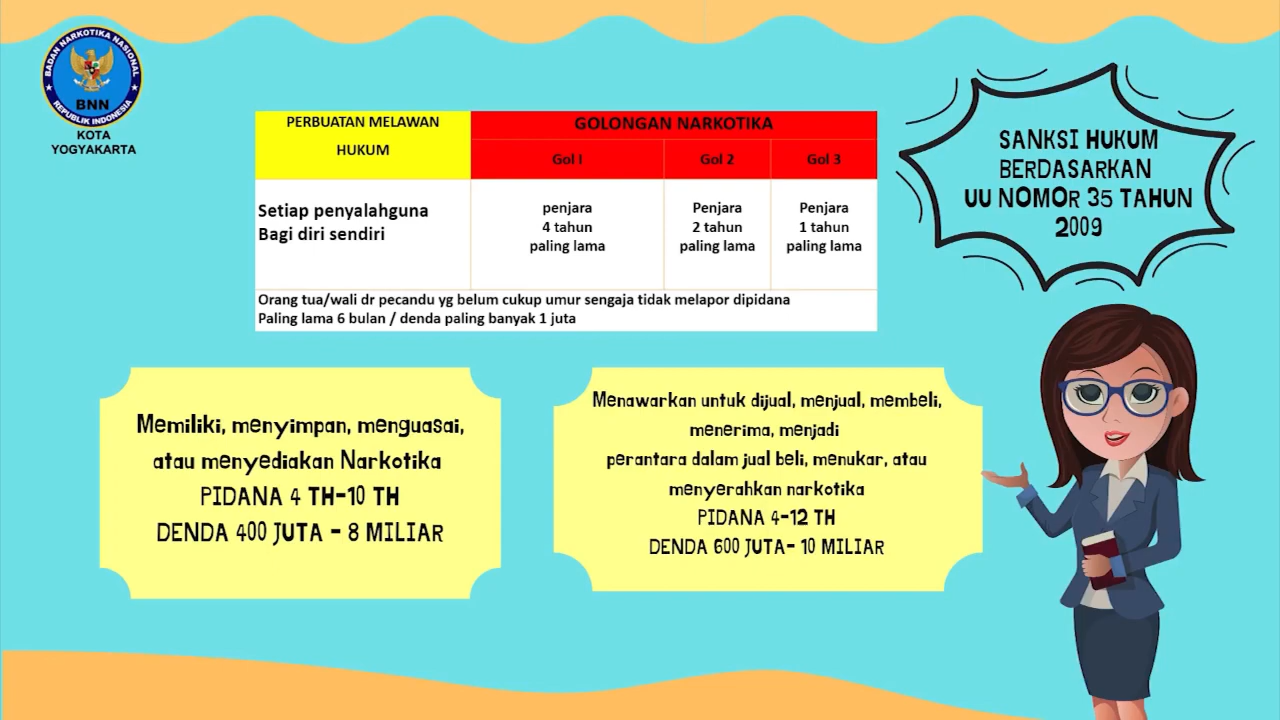 BADAN NARKOTIKA NASIONAL
BNN
REPUBLIK INDONESIA
KOTA
YOGYAKARTA
PERBUATAN MELAWAN
HUKUM
GOLONGAN NARKOTIKA
Gol I
Gol 2
Gol 3
Setiap penyalahguna
Bagi diri sendiri
penjara
4 tahun
paling lama
Penjara
2 tahun
paling lama
Penjara
1 tahun
paling lama
Orang tua/wali dr pecandu yg belum cukup umur sengaja tidak melapor dipidana
Paling lama 6 bulan / denda paling banyak 1 juta
SANKSI HUKUM
BERDASARKAN
UU NOMOR 35 TAHUN
2009
Memiliki, menyimpan, menguasai,
atau menyediakan Narkotika
PIDANA 4 TH-10 TH
DENDA 400 JUTA - 8 MILIAR
Menawarkan untuk dijual, menjual, membeli,
menerima, menjadi
perantara dalam jual beli, menukar, atau
menyerahkan narkotika
PIDANA 4-12 TH
DENDA 600 JUTA- 10 MILIAR